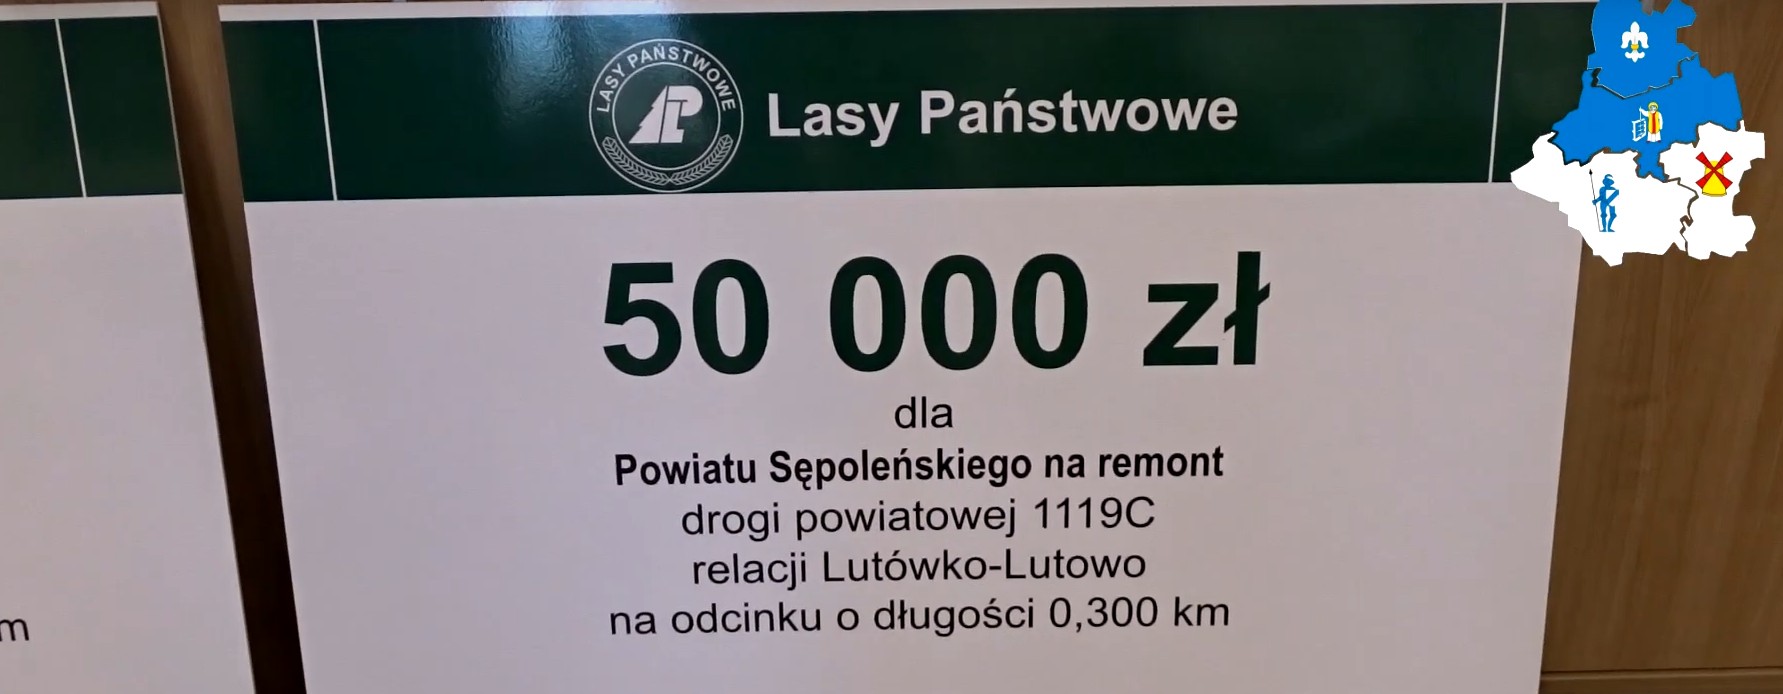 LASY PAŃSTWOWE
Lasy Państwowe
50 000 zł
dla
Powiatu Sępoleńskiego na remont
drogi powiatowej 1119C
relacji Lutówko-Lutowo
na odcinku o długości 0,300 km
m